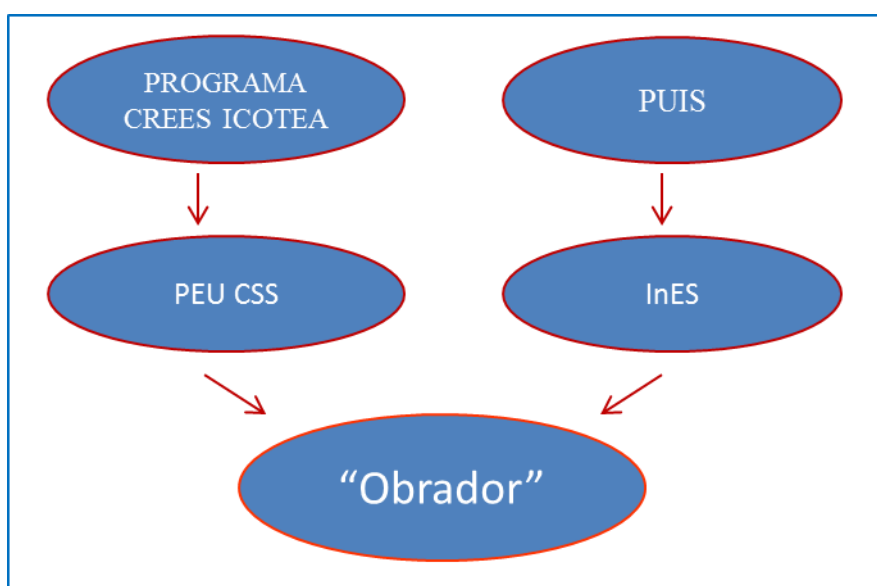 PROGRAMA
CREES ICOTEA
PUIS
PEU CSS
InES
“Obrador”